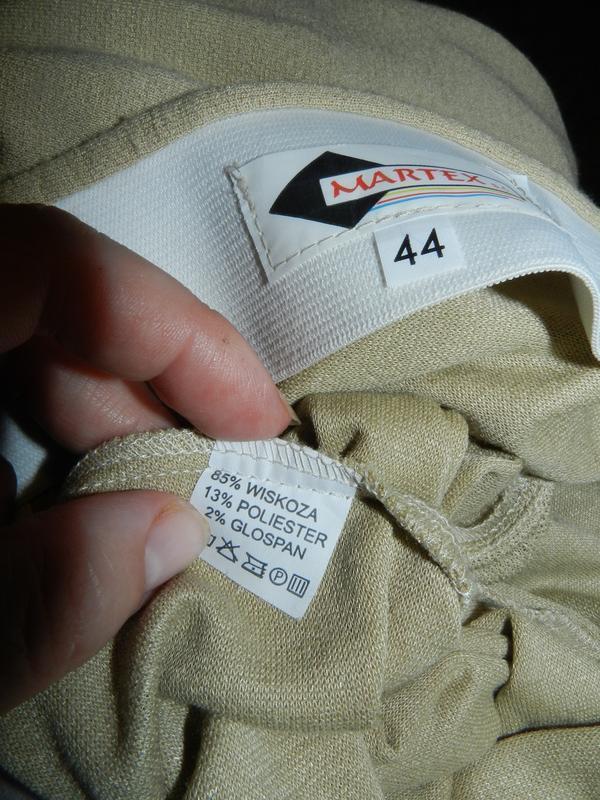 MARTEX
44
85% WISKOZA
13% POLIESTER
2% GLOSPAN
P